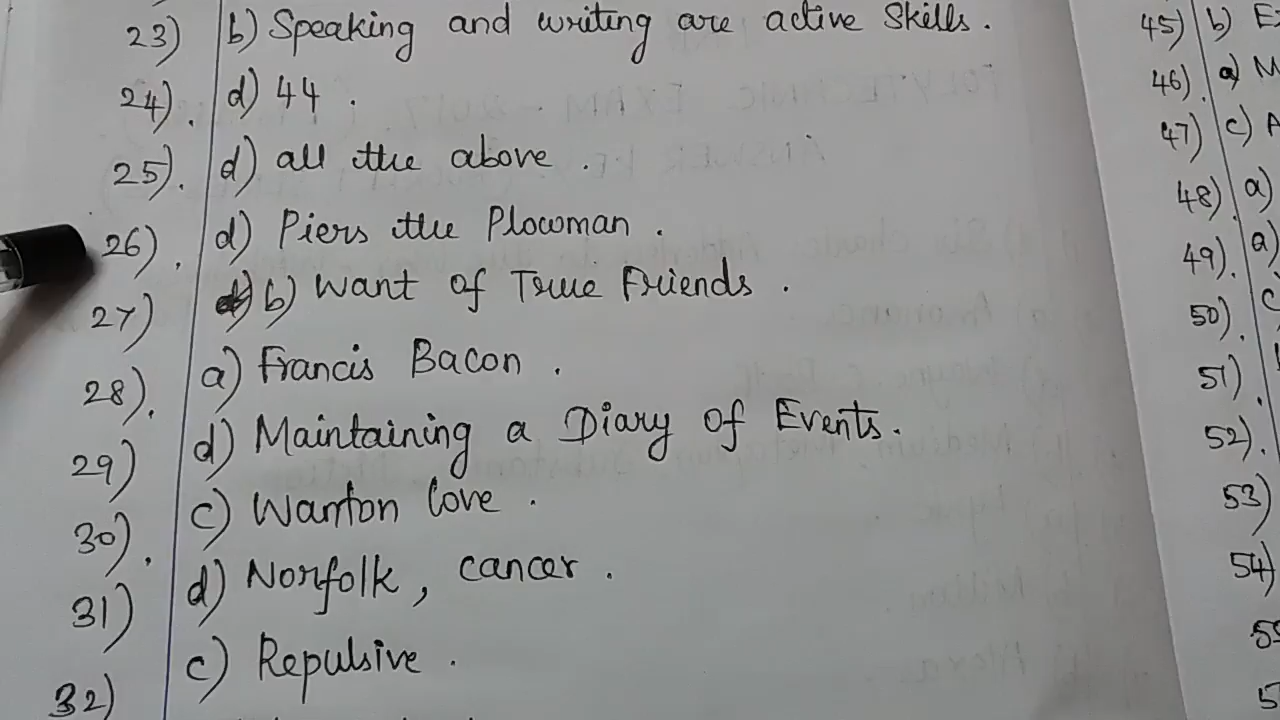 23) b) Speaking and writing are active skills.
24). d) 44.
25). d) all the above.
26). d) Piers the Plowman.
27) b) Want of True Friends.
28). a) Francis Bacon.
29) d) Maintaining a Diary of Events.
30). c) Wanton love.
31) d) Norfolk, cancer.
32) c) Repulsive.
45) b)
46). a)
47) c)
48). a)
49). a)
50).
51).
52).
53)
54)